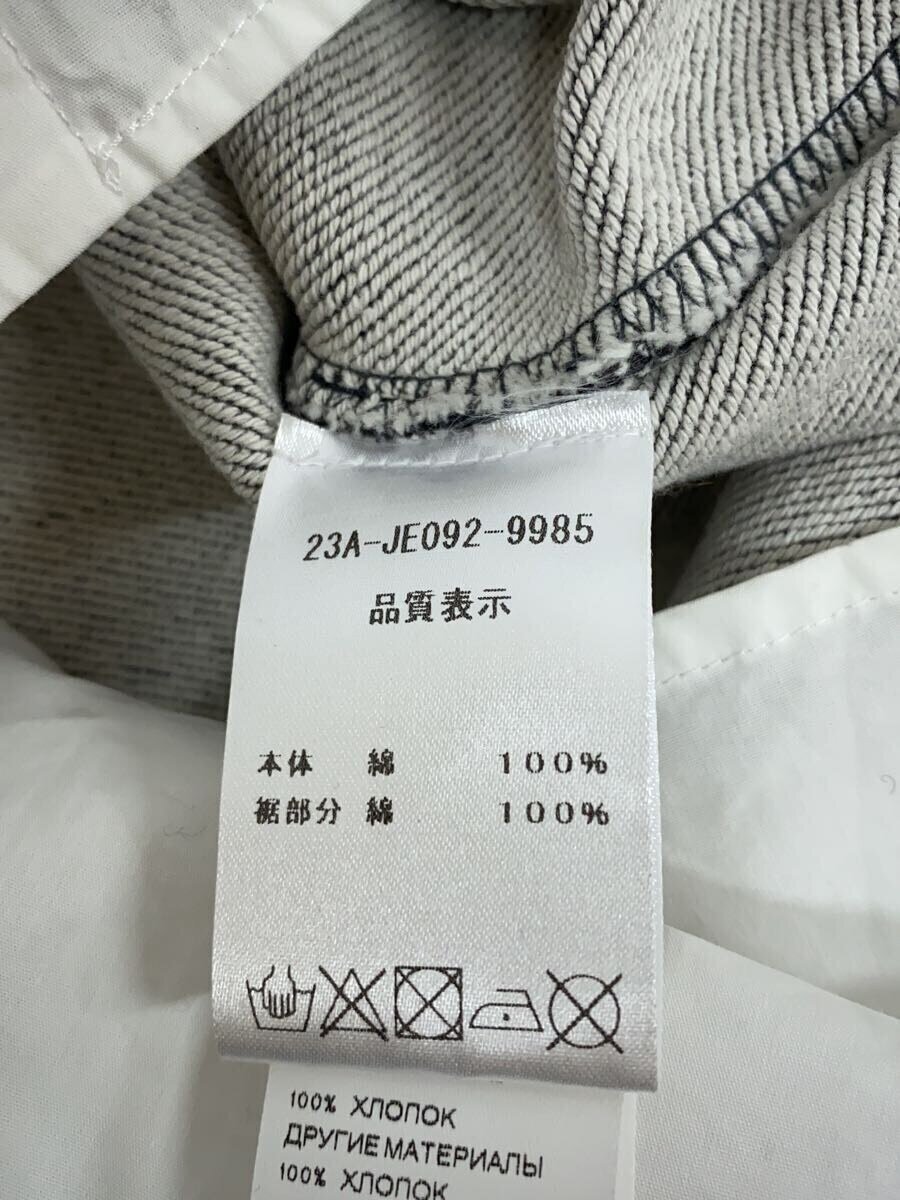 23A-JE092-9985
品質表示
本体 綿 100%
裾部分 綿 100%
100% ХЛОПОК
ДРУГИЕ МАТЕРИАЛЫ
100% ХЛОПОК